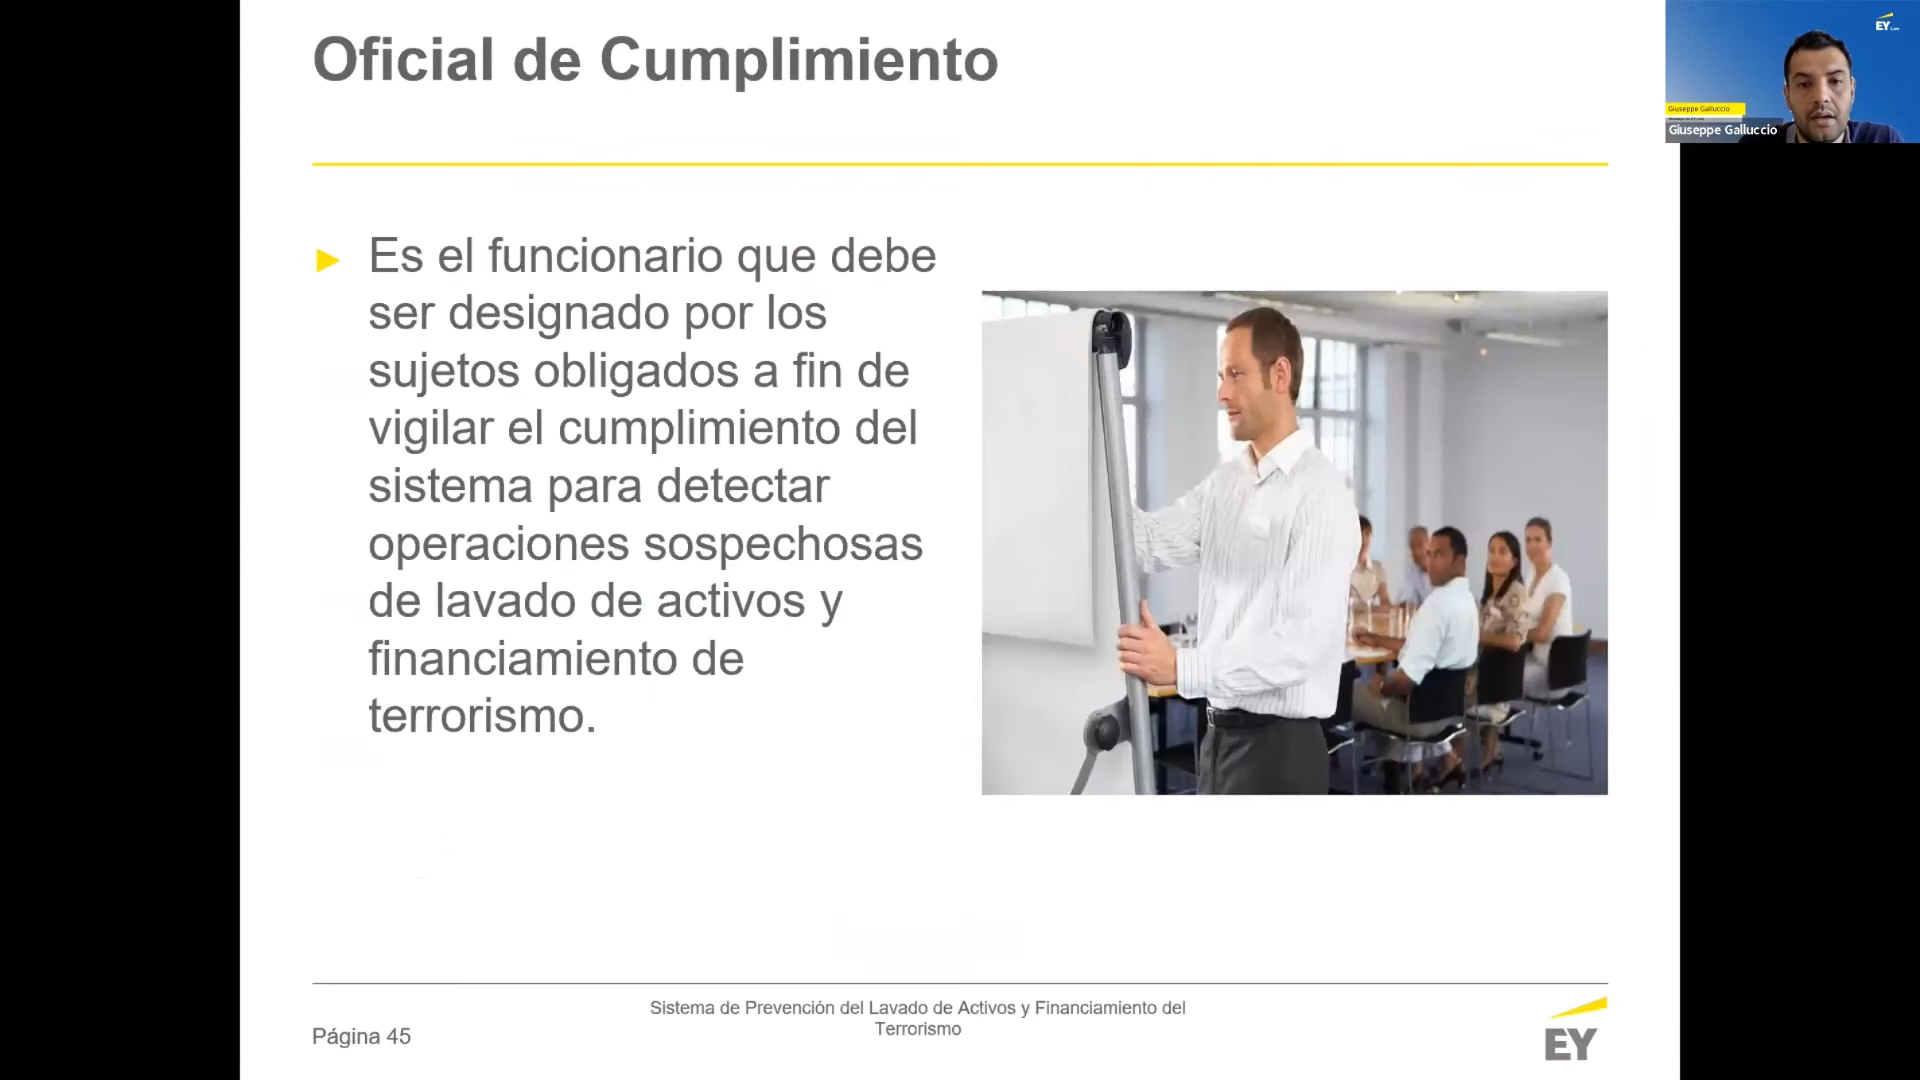 Oficial de Cumplimiento
EY
Giuseppe Galluccio
Giuseppe Galluccio
► Es el funcionario que debe
ser designado por los
sujetos obligados a fin de
vigilar el cumplimiento del
sistema para detectar
operaciones sospechosas
de lavado de activos y
financiamiento de
terrorismo.
Sistema de Prevención del Lavado de Activos y Financiamiento del
Terrorismo
Página 45
EY